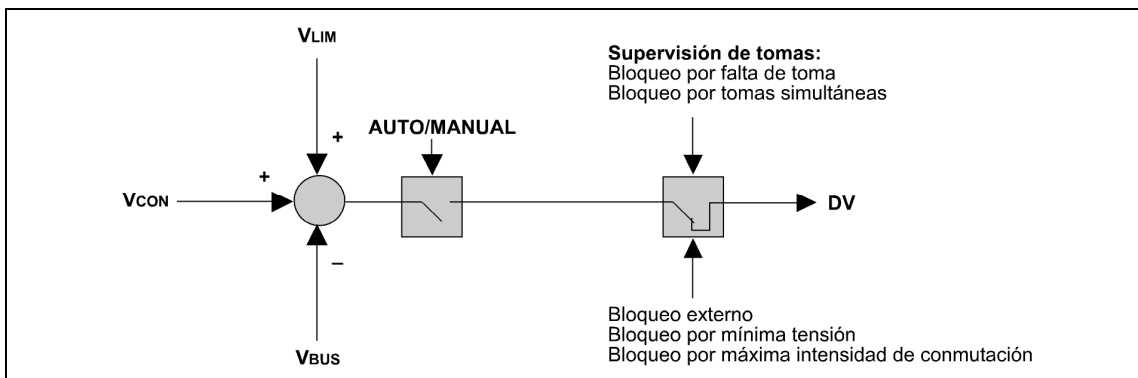 VLIM
Supervisión de tomas:
Bloqueo por falta de toma
Bloqueo por tomas simultáneas
AUTO/MANUAL
+
+
VCON
DV
–
Bloqueo externo
Bloqueo por mínima tensión
Bloqueo por máxima intensidad de conmutación
VBUS